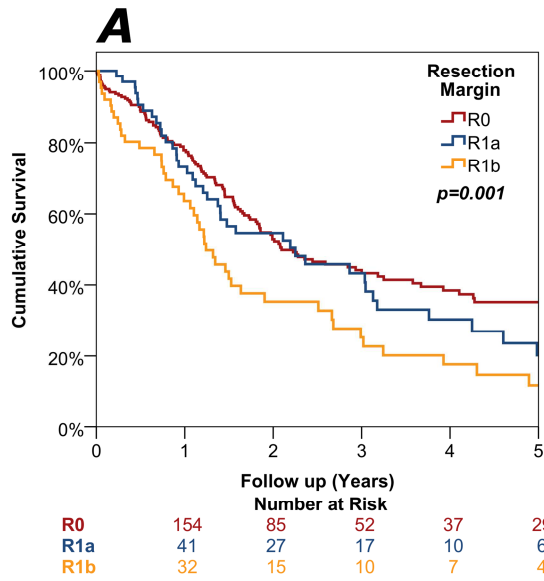 A
Resection
Margin
R0
R1a
R1b
p=0.001
100%
80%
60%
40%
20%
0%
Cumulative Survival
0 1 2 3 4 5
Follow up (Years)
Number at Risk
R0 154 85 52 37 29
R1a 41 27 17 10 6
R1b 32 15 10 7 4